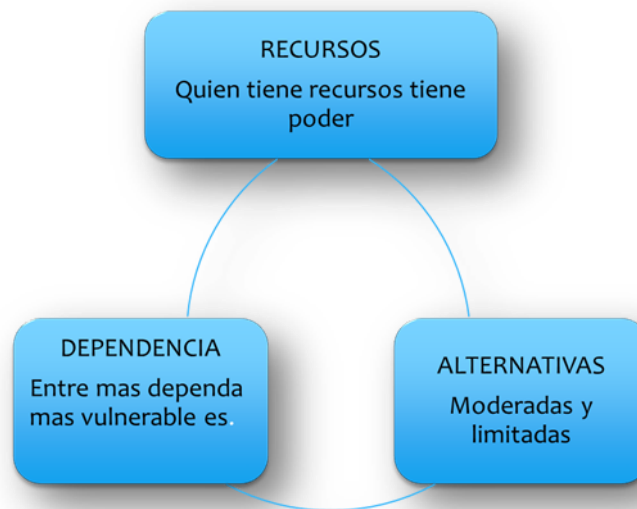 RECURSOS
Quien tiene recursos tiene
poder
DEPENDENCIA
Entre mas dependa
mas vulnerable es.
ALTERNATIVAS
Moderadas y
limitadas